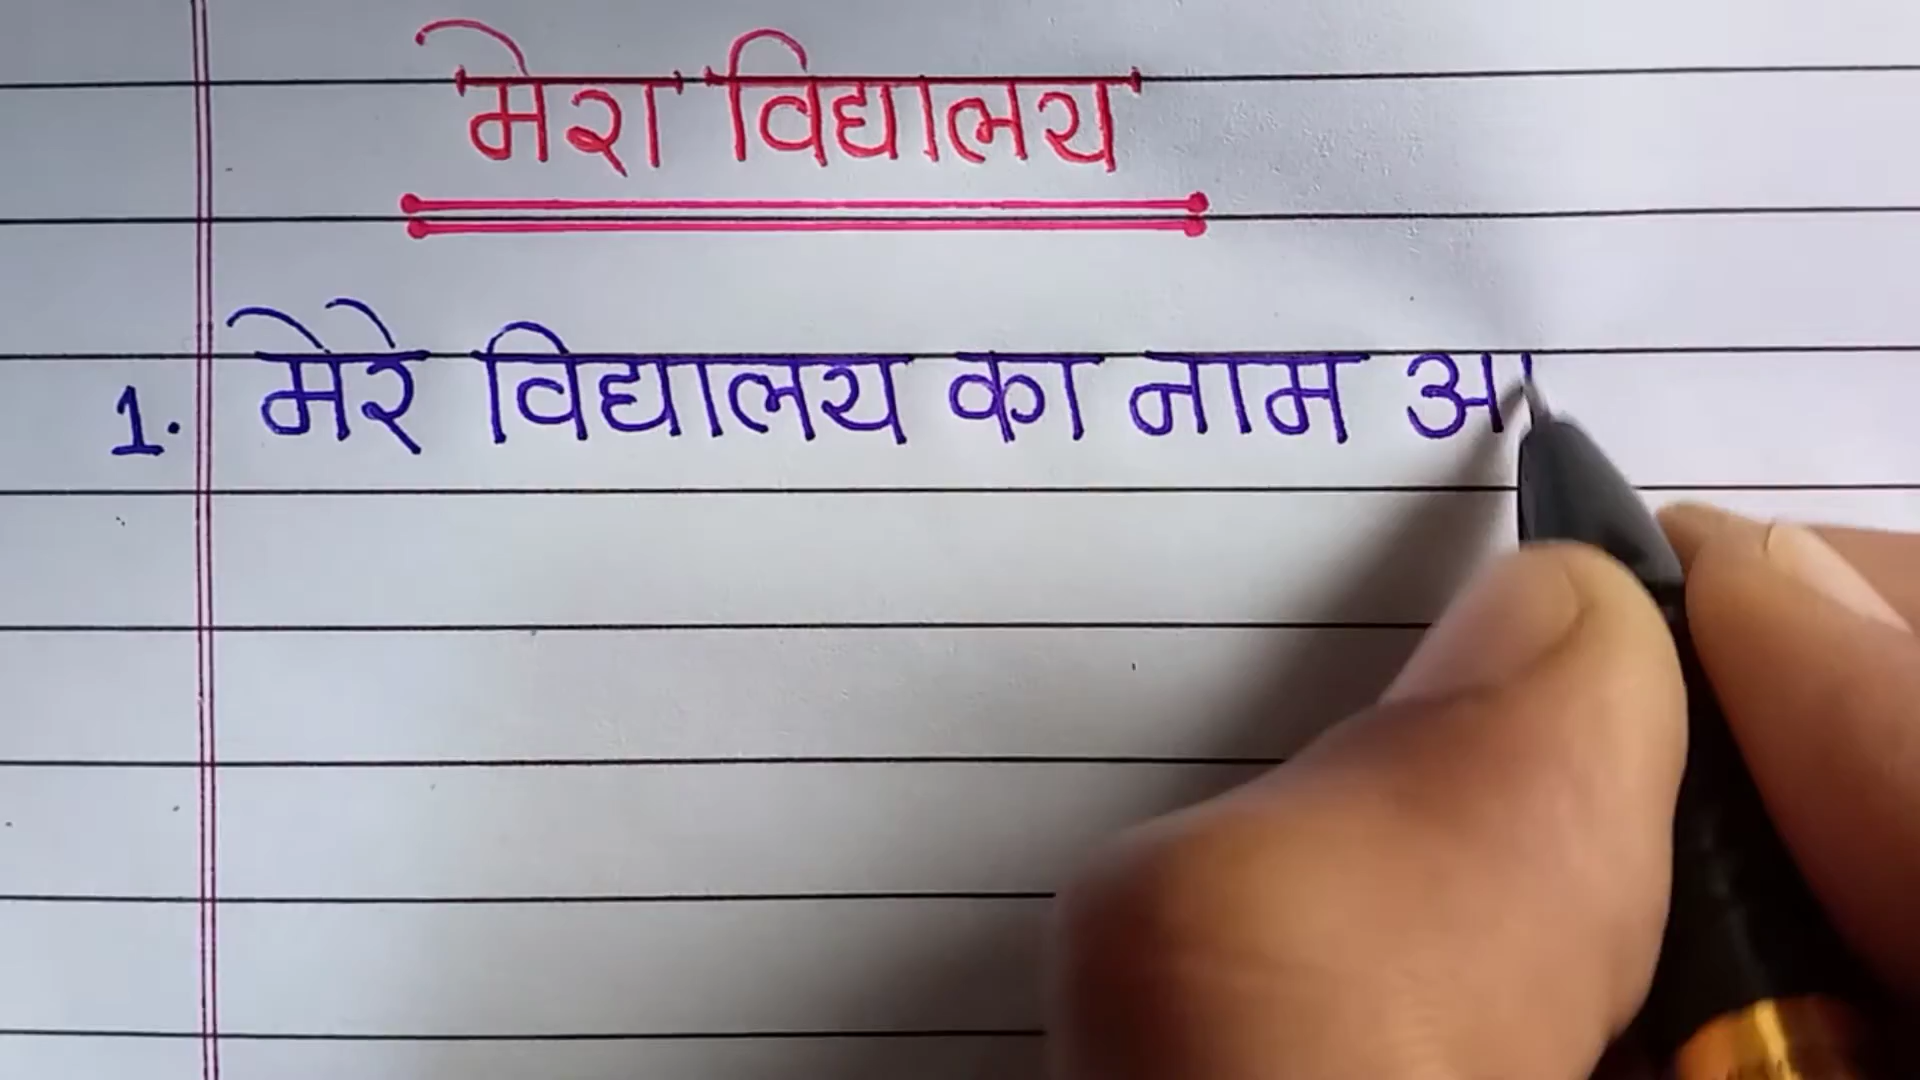 मेरा विद्यालय
1. मेरे विद्यालय का नाम